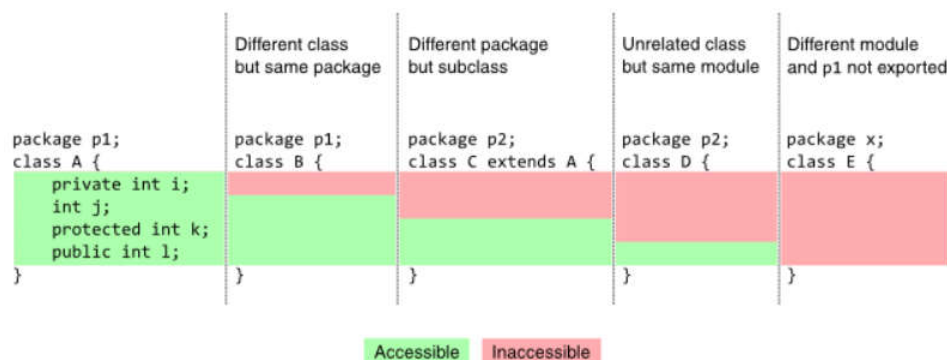 Different class
but same package
Different package
but subclass
Unrelated class
but same module
Different module
and p1 not exported
package p1;
class A {
private int i;
int j;
protected int k;
public int l;
}
package p1;
class B {
}
package p2;
class C extends A {
}
package p2;
class D {
}
package x;
class E {
}
Accessible
Inaccessible